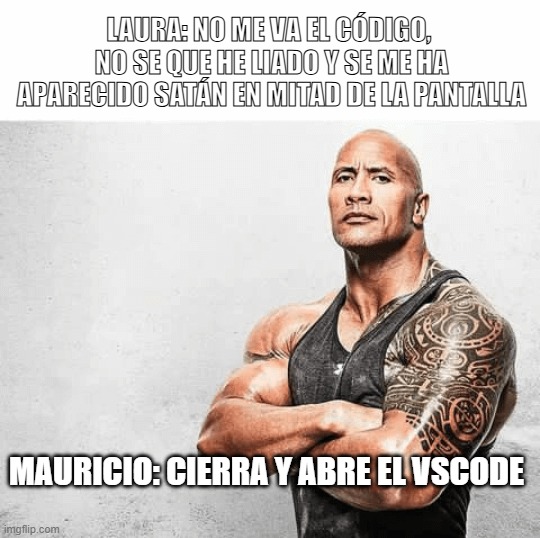 LAURA: NO ME VA EL CÓDIGO,
NO SE QUE HE LIADO Y SE ME HA
APARECIDO SATÁN EN MITAD DE LA PANTALLA
MAURICIO: CIERRA Y ABRE EL VSCODE
imgflip.com